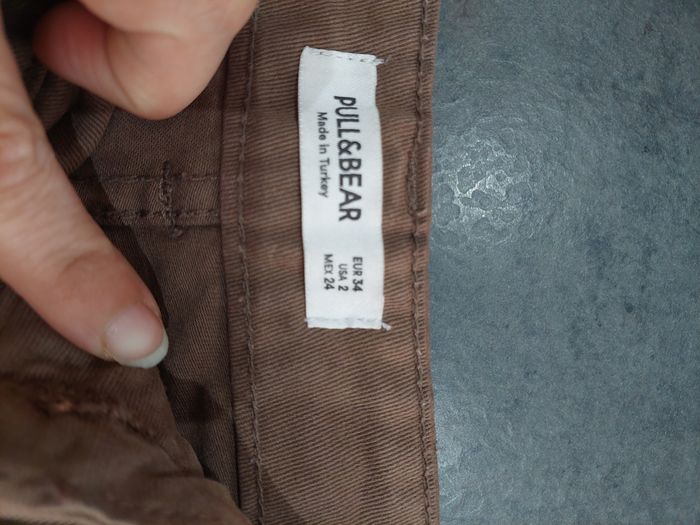 PULL&BEAR
Made in Turkey
EUR 34
USA 2
MEX 24